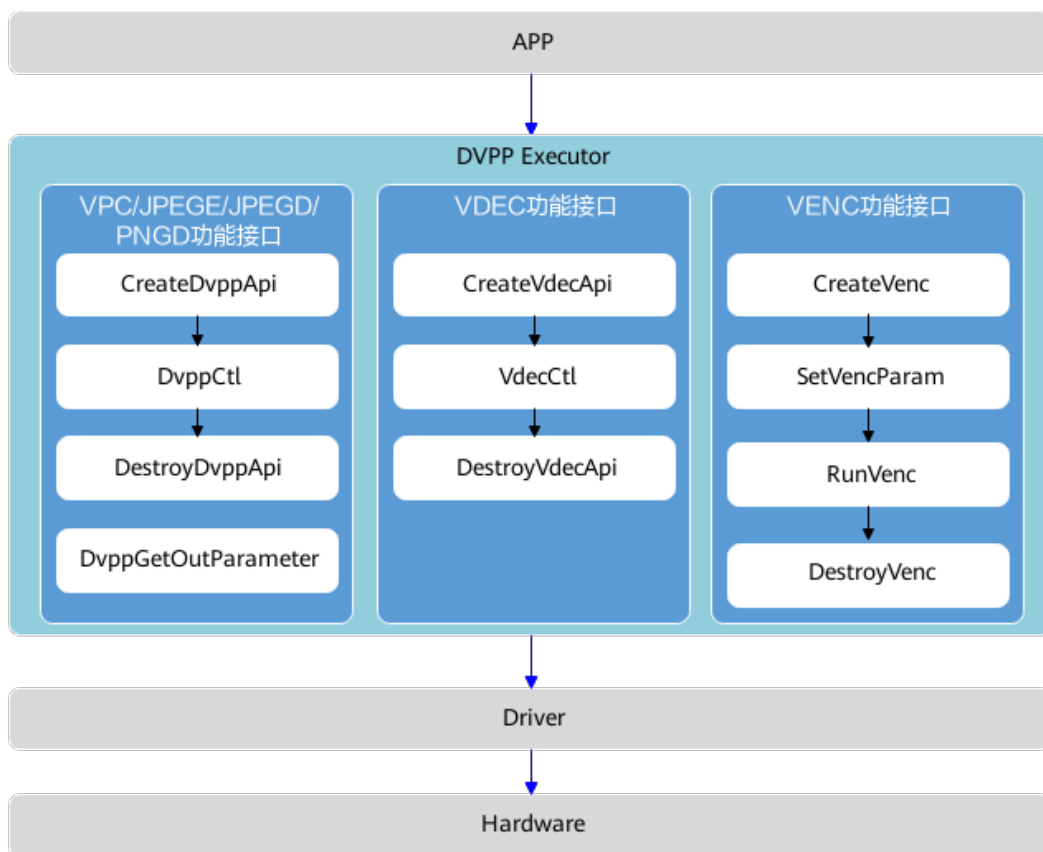 APP
DVPP Executor
VPC/JPEGE/JPEGD/
PNGD功能接口
CreateDvppApi
DvppCtl
DestroyDvppApi
DvppGetOutParameter
VDEC功能接口
CreateVdecApi
VdecCtl
DestroyVdecApi
VENC功能接口
CreateVenc
SetVencParam
RunVenc
DestroyVenc
Driver
Hardware